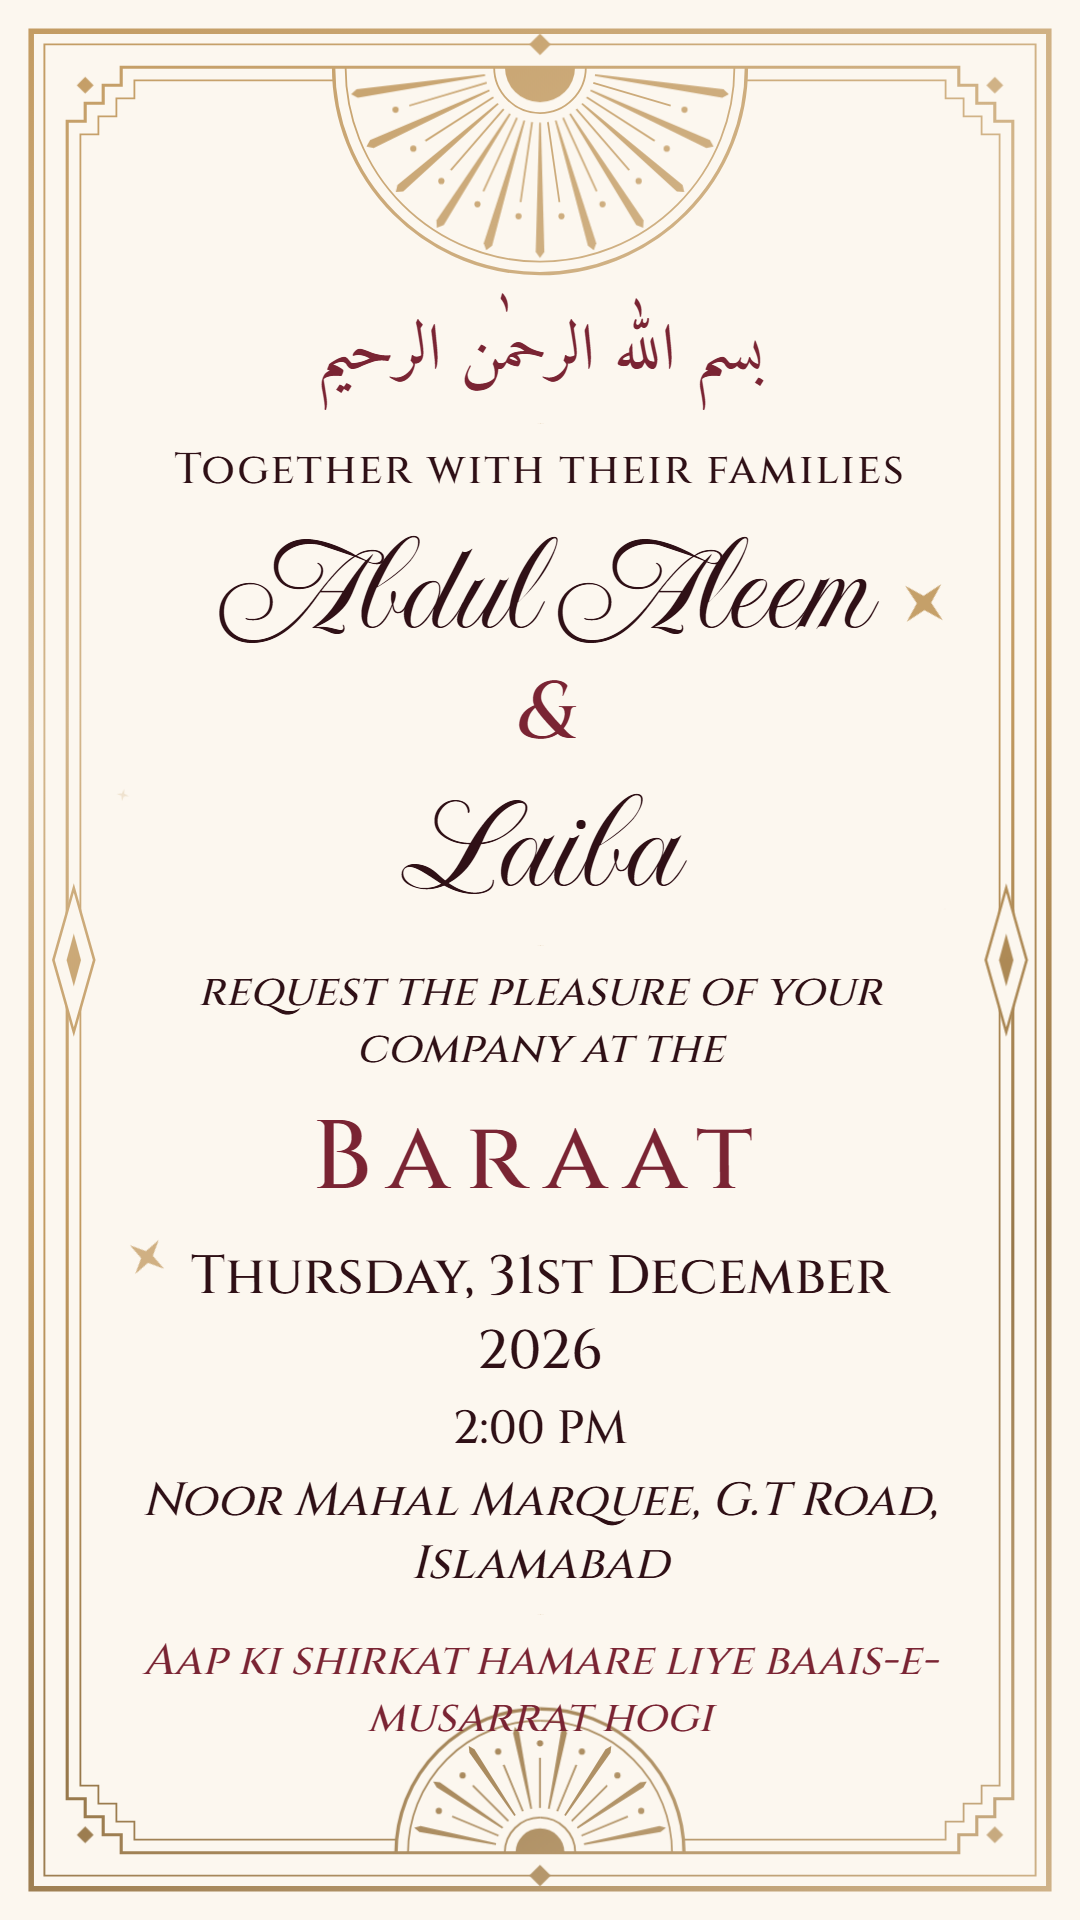 بسم الله الرحمٰن الرحيم
Together with their families
Abdul Aleem
&
Laiba
request the pleasure of your
company at the
Baraat
Thursday, 31st December
2026
2:00 PM
Noor Mahal Marquee, G.T Road,
Islamabad
Aap ki shirkat hamare liye baais-e-
musarrat hogi